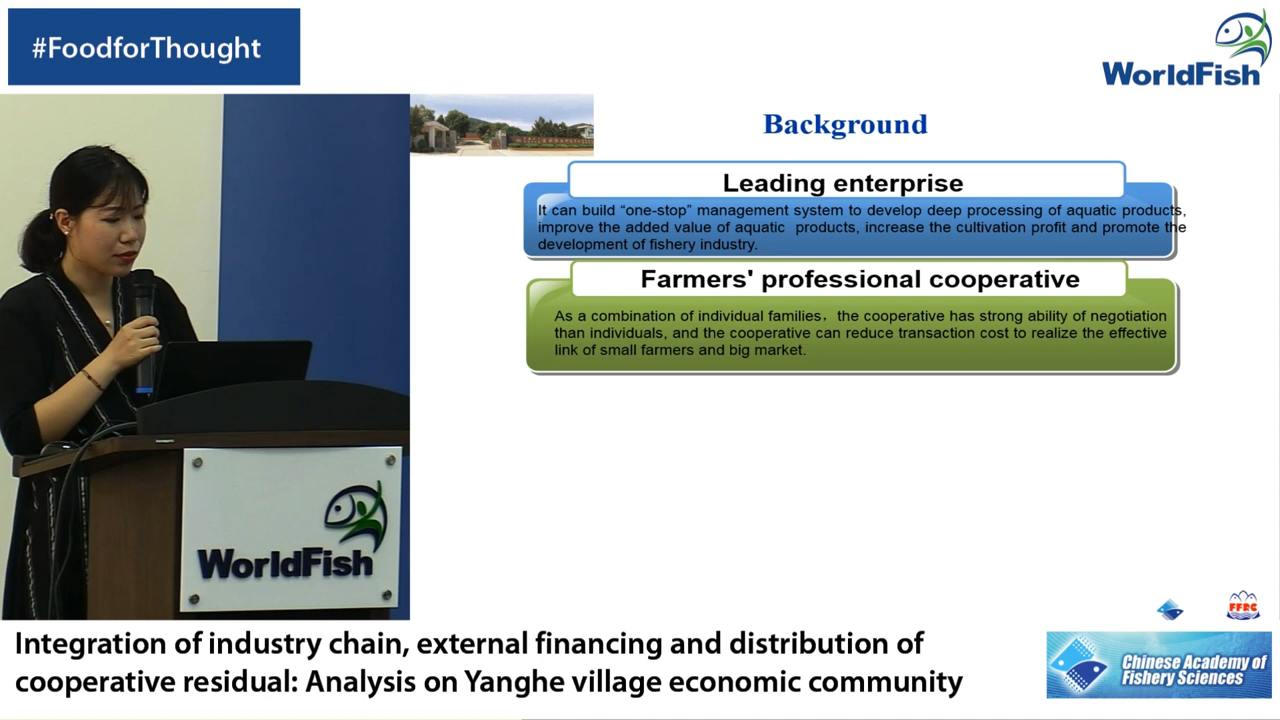 #FoodforThought
WorldFish
Background
Leading enterprise
It can build “one-stop” management system to develop deep processing of aquatic products,
improve the added value of aquatic  products, increase the cultivation profit and promote the
development of fishery industry.
Farmers' professional cooperative
As a combination of individual families，the cooperative has strong ability of negotiation
than individuals, and the cooperative can reduce transaction cost to realize the effective
link of small farmers and big market.
WorldFish
FFRC
Integration of industry chain, external financing and distribution of
cooperative residual: Analysis on Yanghe village economic community
Chinese Academy of
Fishery Sciences